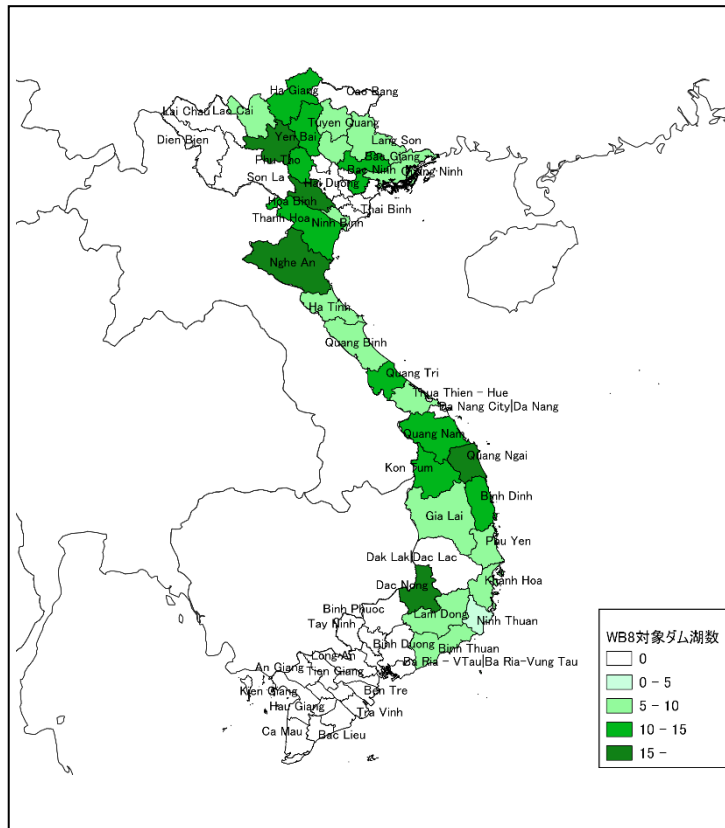 Ha Giang
Cao Bang
Lai Chau
Lao Cai
Tuyen Quang
Dien Bien
Yen Bai
Lang Son
Phu Tho
Bac Giang
Bac Ninh
Quang Ninh
Son La
Hai Duong
Hoa Binh
Thai Binh
Thanh Hoa
Ninh Binh
Nghe An
Ha Tinh
Quang Binh
Quang Tri
Thua Thien - Hue
Da Nang City|Da Nang
Quang Nam
Quang Ngai
Kon Tum
Binh Dinh
Gia Lai
Phu Yen
Dak Lak|Dac Lac
Dac Nong
Khanh Hoa
Binh Phuoc
Lam Dong
Tay Ninh
Ninh Thuan
Binh Duong
Binh Thuan
Long An
Ba Ria - VTau|Ba Ria-Vung Tau
An Giang
Tien Giang
Kien Giang
Ben Tre
Hau Giang
Tra Vinh
Ca Mau
Bac Lieu
WB8対象ダム湖数
0
0 - 5
5 - 10
10 - 15
15 -